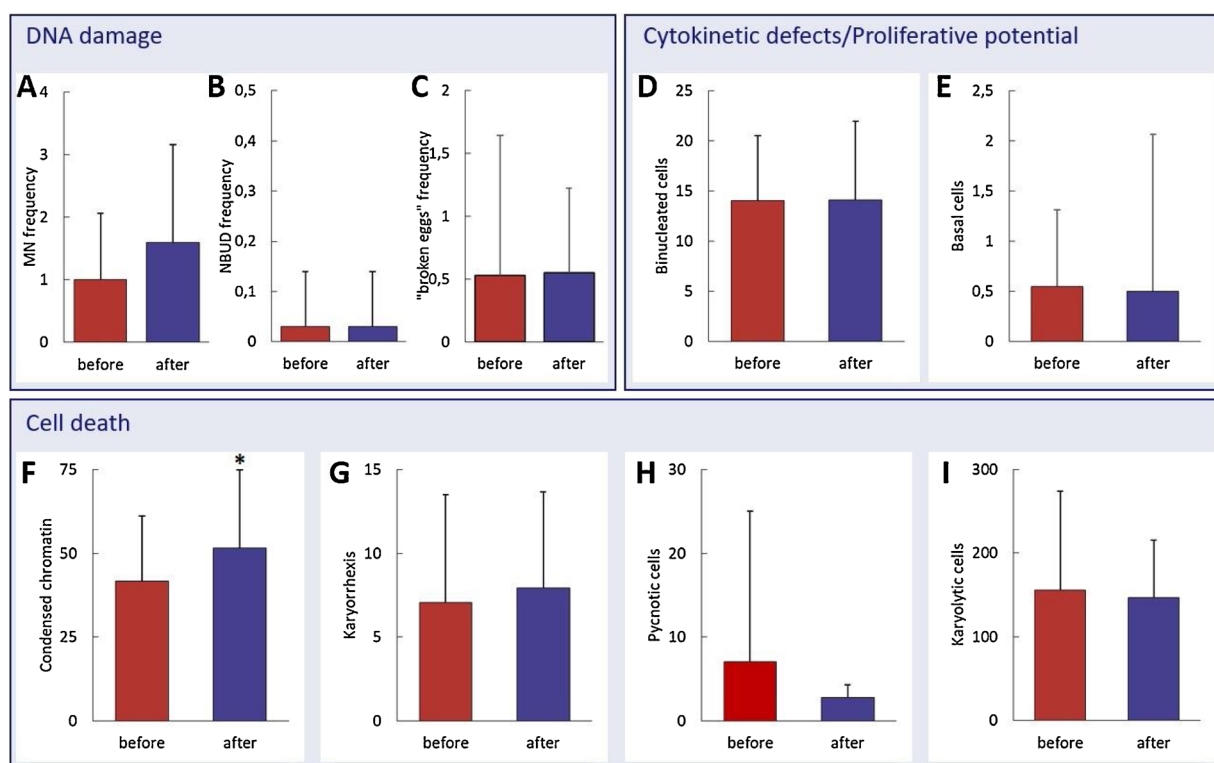 DNA damage
A
MN frequency
4
3
2
1
0
before after
B
NBUD frequency
0,5
0,4
0,3
0,2
0,1
0
before after
C
"broken eggs" frequency
2
1,5
1
0,5
0
before after
Cytokinetic defects/Proliferative potential
D
Binucleated cells
25
20
15
10
5
0
before after
E
Basal cells
2,5
2
1,5
1
0,5
0
before after
Cell death
F
Condensed chromatin
75
50
25
0
*
before after
G
Karyorrhexis
15
10
5
0
before after
H
Pycnotic cells
30
20
10
0
before after
I
Karyolytic cells
300
200
100
0
before after